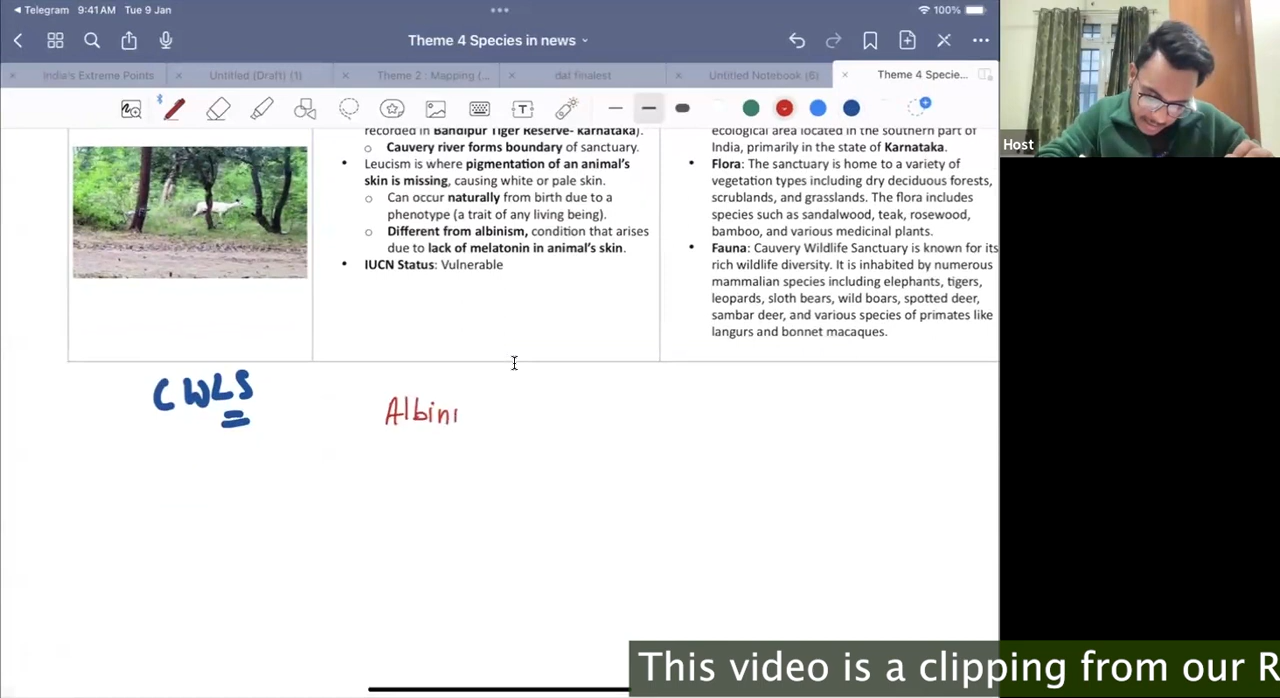 Telegram 9:41 AM Tue 9 Jan
100%
Theme 4 Species in news
India's Extreme Points
Untitled (Draft) (1)
Theme 2 : Mapping (...
daf finalest
Untitled Notebook (6)
Theme 4 Specie...
T
Host
recorded in Bandipur Tiger Reserve- karnataka).
Cauvery river forms boundary of sanctuary.
Leucism is where pigmentation of an animal's
skin is missing, causing white or pale skin.
Can occur naturally from birth due to a
phenotype (a trait of any living being).
Different from albinism, condition that arises
due to lack of melatonin in animal's skin.
IUCN Status: Vulnerable
ecological area located in the southern part of
India, primarily in the state of Karnataka.
Flora: The sanctuary is home to a variety of
vegetation types including dry deciduous forests,
scrublands, and grasslands. The flora includes
species such as sandalwood, teak, rosewood,
bamboo, and various medicinal plants.
Fauna: Cauvery Wildlife Sanctuary is known for its
rich wildlife diversity. It is inhabited by numerous
mammalian species including elephants, tigers,
leopards, sloth bears, wild boars, spotted deer,
sambar deer, and various species of primates like
langurs and bonnet macaques.
CWLS
Albini
This video is a clipping from our R